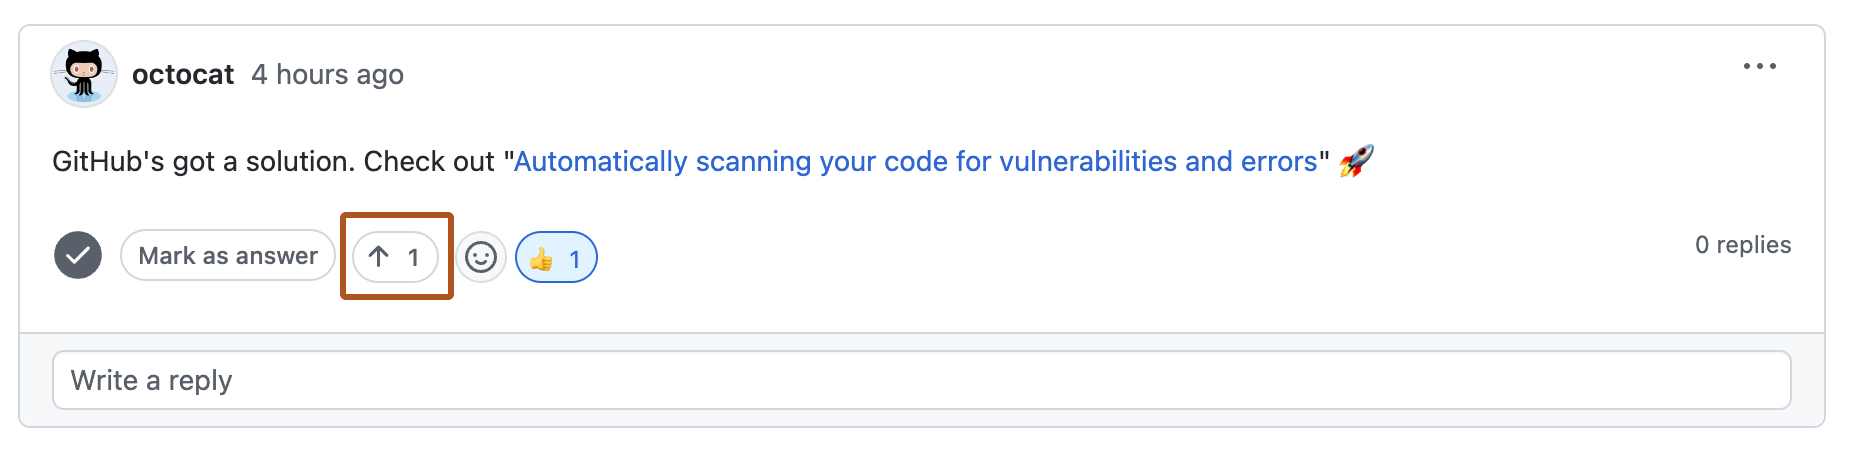 octocat 4 hours ago
GitHub's got a solution. Check out "Automatically scanning your code for vulnerabilities and errors" 🚀
Mark as answer ↑ 1 👍 1 0 replies
Write a reply